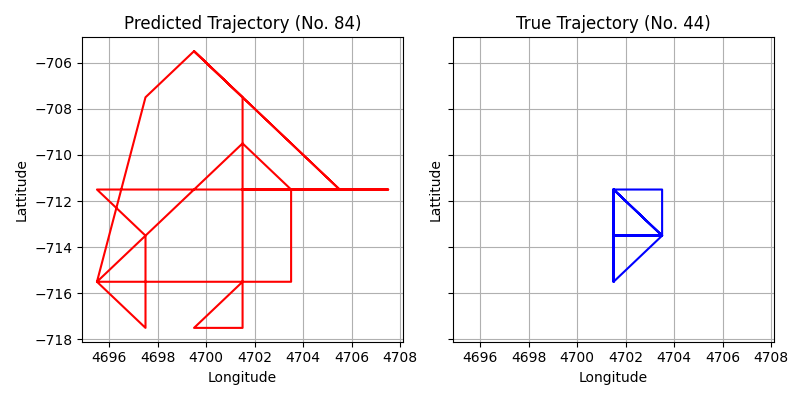 Predicted Trajectory (No. 84)
True Trajectory (No. 44)
−706
−708
−710
−712
−714
−716
−718
Lattitude
Lattitude
4696 4698 4700 4702 4704 4706 4708
4696 4698 4700 4702 4704 4706 4708
Longitude
Longitude